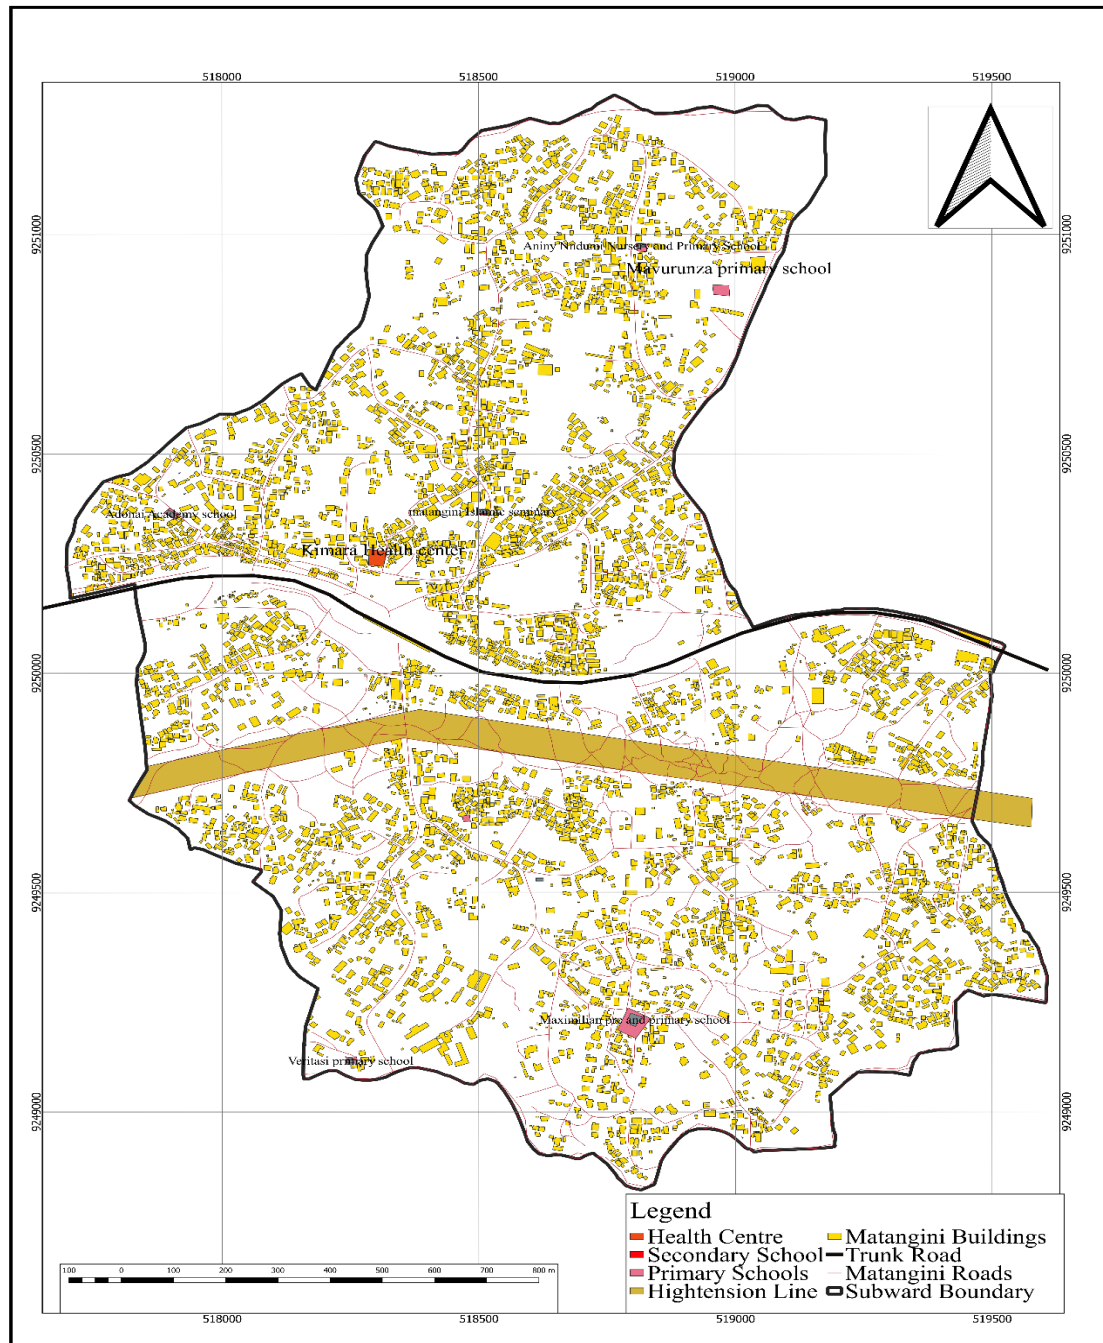 518000 518500 519000 519500
9251000 9251000
Aniny Nndumi Nursery and Primary School
Mavurunza primary school
9250500 9250500
Adonai Academy school
matangini Islamic seminary
Kimara Health center
9250000 9250000
9249500 9249500
Maximilian pre and primary school
Veritasi primary school
9249000 9249000
Legend
Health Centre
Secondary School
Primary Schools
Hightension Line
Matangini Buildings
Trunk Road
Matangini Roads
Subward Boundary
100 0 100 200 300 400 500 600 700 800 m
518000 518500 519000 519500